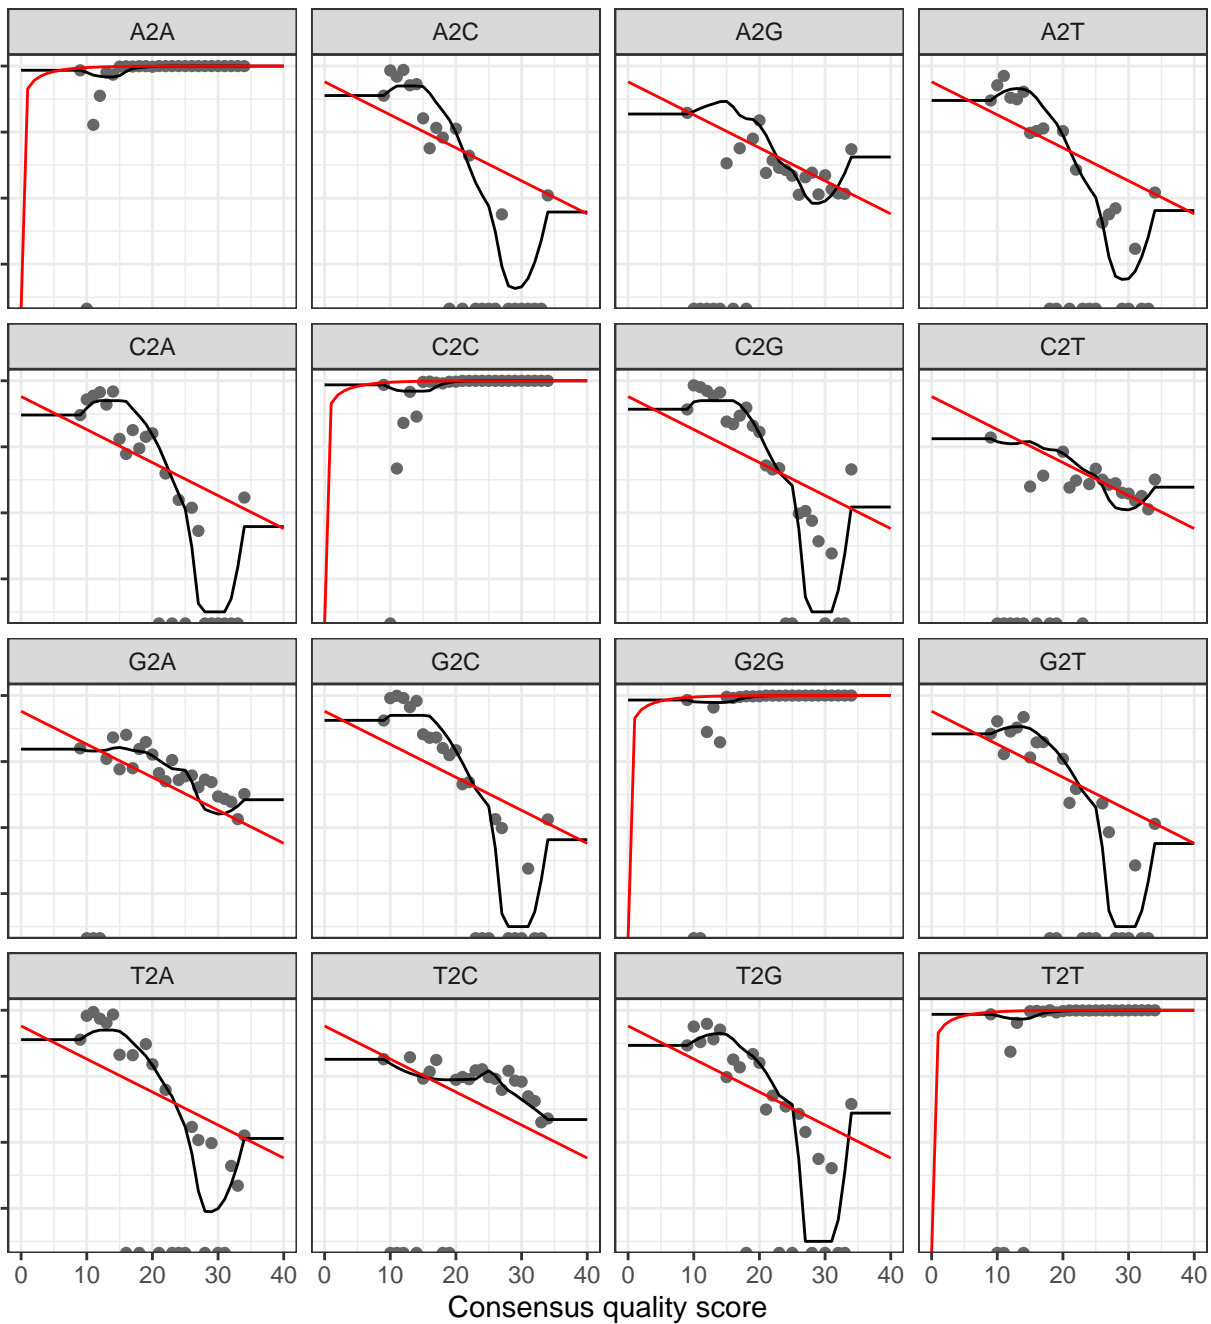 A2A A2C A2G A2T
C2A C2C C2G C2T
G2A G2C G2G G2T
T2A T2C T2G T2T
0 10 20 30 40 0 10 20 30 40 0 10 20 30 40 0 10 20 30 40
Consensus quality score